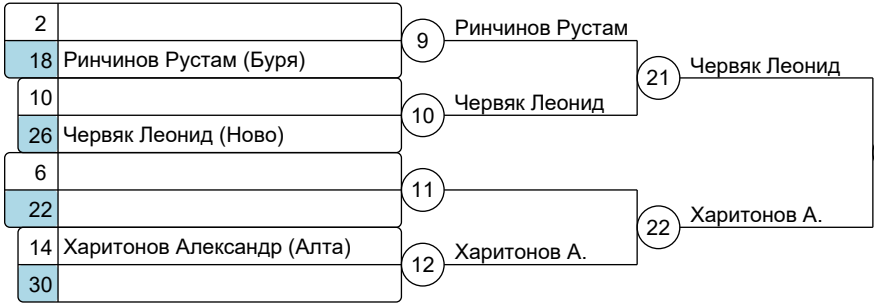 2
9
Ринчинов Рустам
18 Ринчинов Рустам (Буря)
21
Червяк Леонид
10
10
Червяк Леонид
26 Червяк Леонид (Ново)
6
11
22
22
Харитонов А.
14 Харитонов Александр (Алта)
12
Харитонов А.
30